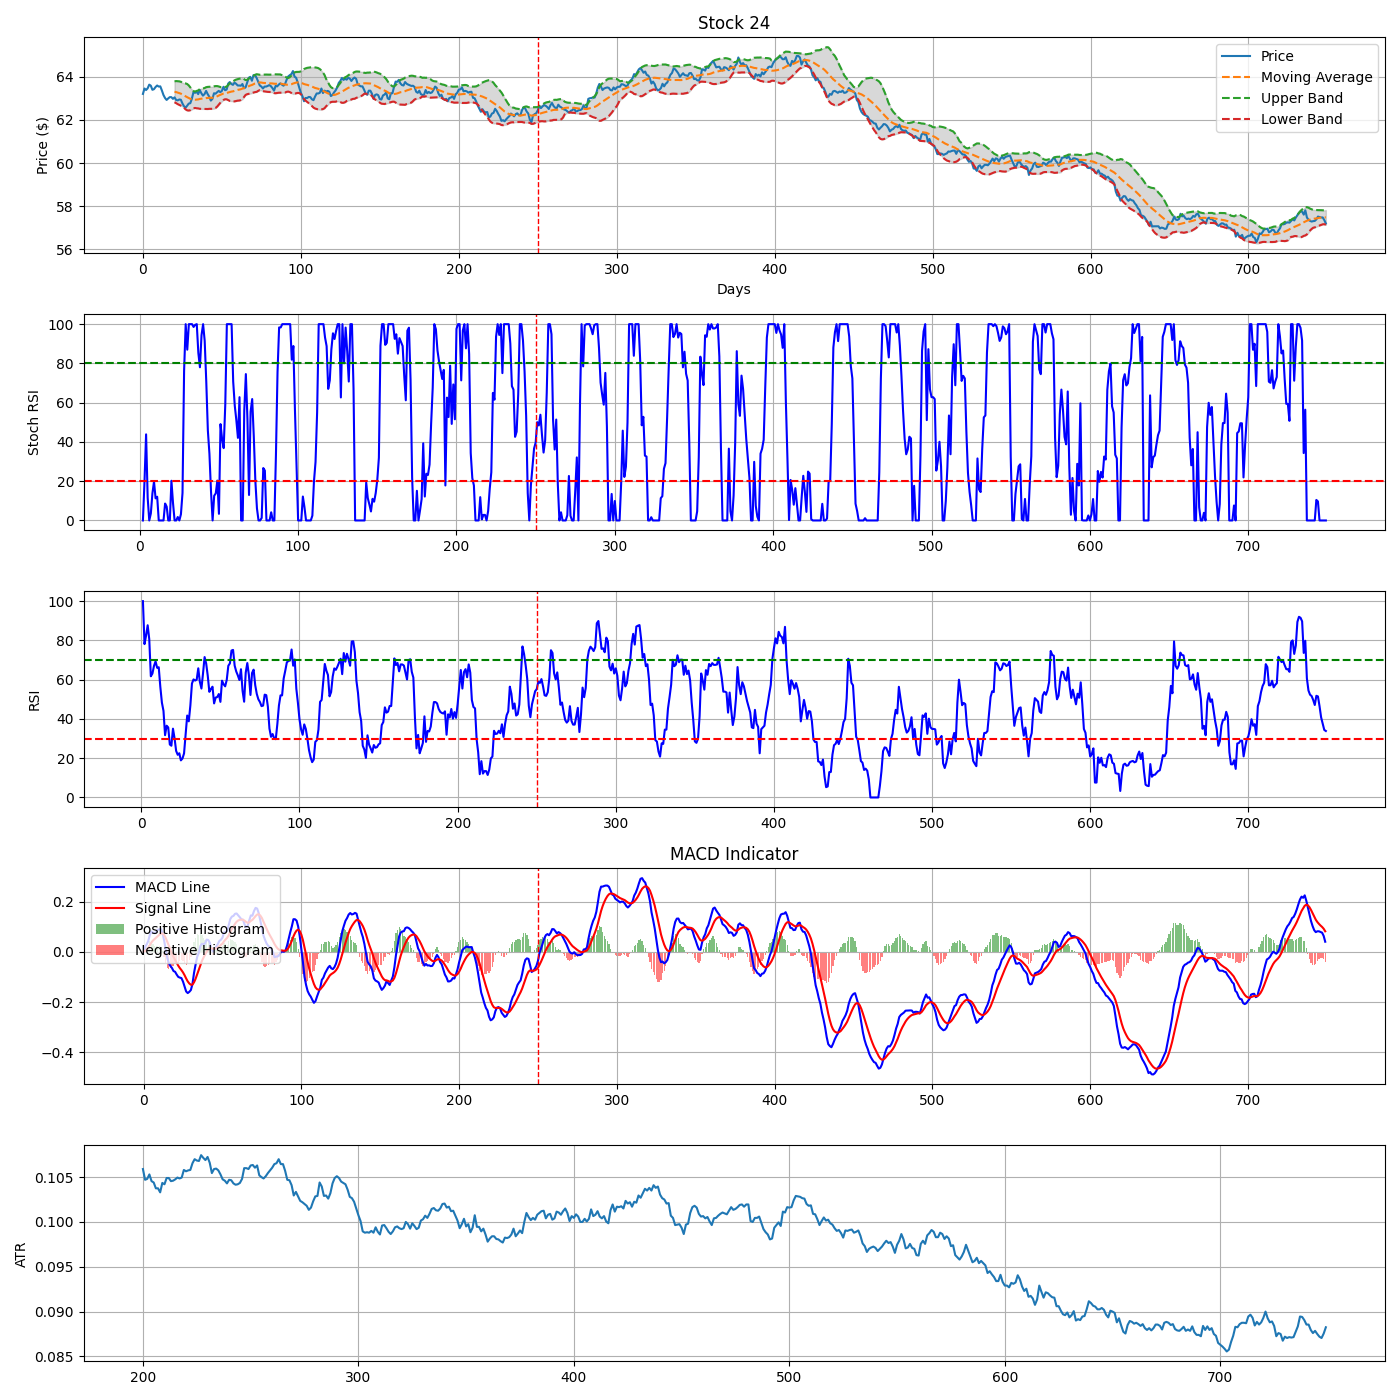 Stock 24
Price ($)
64
62
60
58
56
Price
Moving Average
Upper Band
Lower Band
0 100 200 300 400 500 600 700
Days
Stoch RSI
100
80
60
40
20
0
0 100 200 300 400 500 600 700
RSI
100
80
60
40
20
0
0 100 200 300 400 500 600 700
MACD Indicator
0.2
0.0
−0.2
−0.4
MACD Line
Signal Line
Positive Histogram
Negative Histogram
0 100 200 300 400 500 600 700
ATR
0.105
0.100
0.095
0.090
0.085
200 300 400 500 600 700